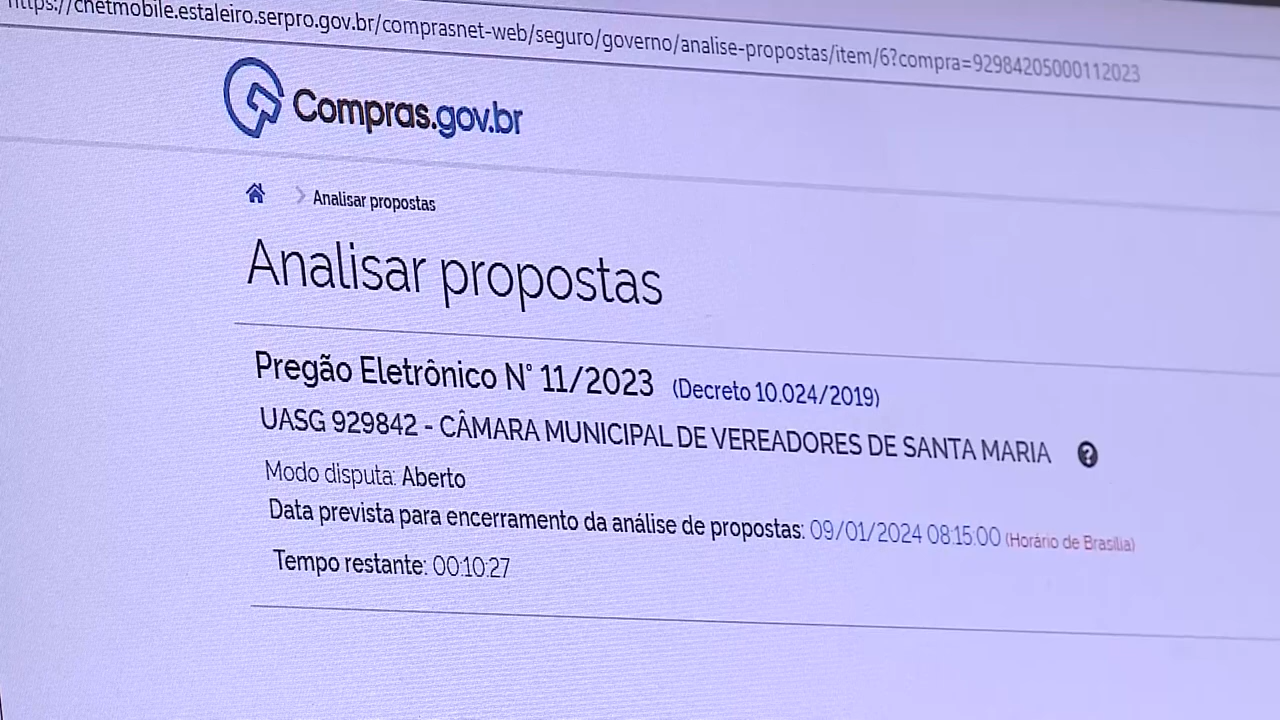 https://cnetmobile.estaleiro.serpro.gov.br/comprasnet-web/seguro/governo/analise-propostas/item/6?compra=92984205000112023
Compras.gov.br
Analisar propostas
Analisar propostas
Pregão Eletrônico N° 11/2023 (Decreto 10.024/2019)
UASG 929842 - CÂMARA MUNICIPAL DE VEREADORES DE SANTA MARIA
Modo disputa: Aberto
Data prevista para encerramento da análise de propostas: 09/01/2024 08:15:00 (Horário de Brasília)
Tempo restante: 00:10:27